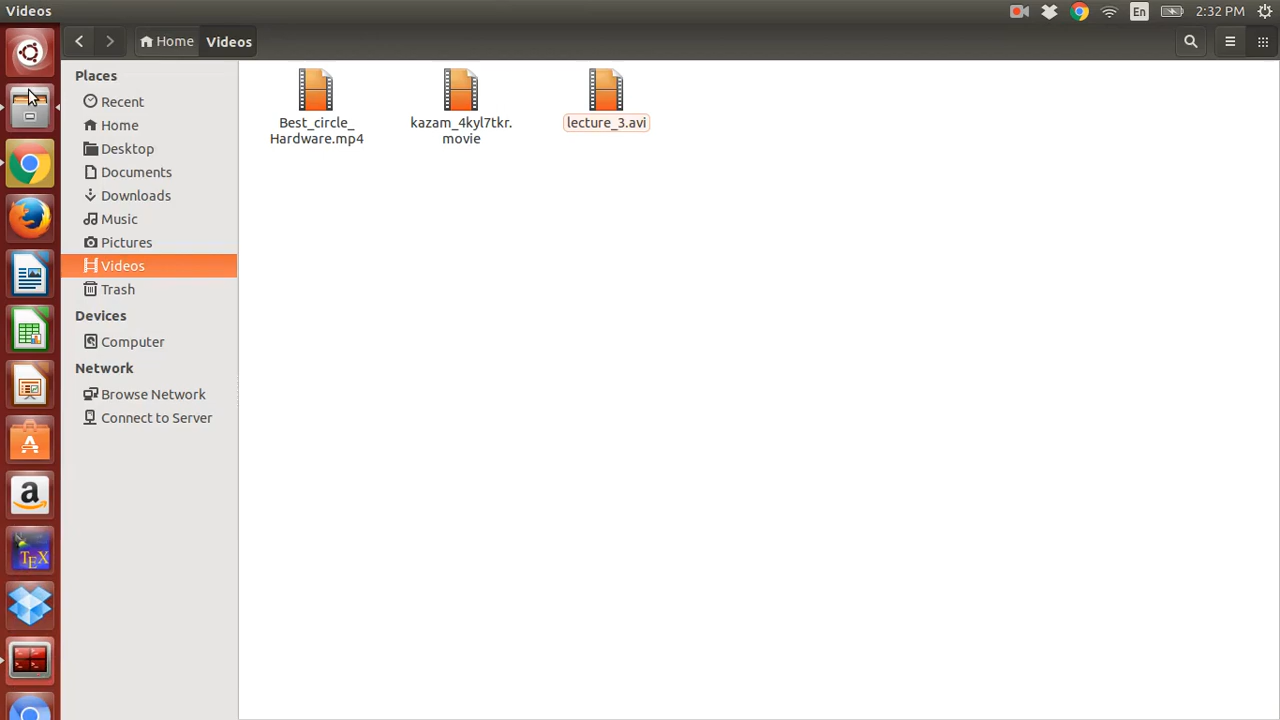 Videos
En
2:32 PM
Home
Videos
Places
Recent
Home
Desktop
Documents
Downloads
Music
Pictures
Videos
Trash
Devices
Computer
Network
Browse Network
Connect to Server
Best_circle_
Hardware.mp4
kazam_4kyl7tkr.
movie
lecture_3.avi
A
a
TEX